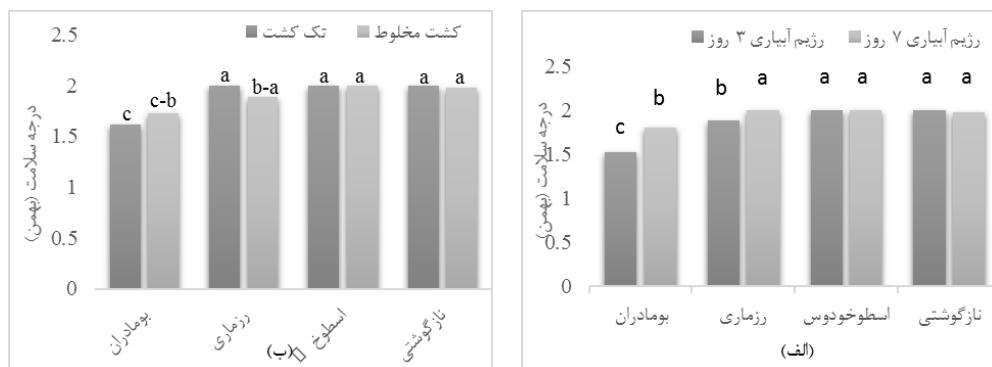 رژیم آبیاری ۳ روز
رژیم آبیاری ۷ روز
درجه سلامت (بهمن)
2.5
2
1.5
1
0.5
0
c
b
b
a
a
a
a
a
بومادران
رزماری
اسطوخودوس
نازگوشتی
(الف)
تک کشت
کشت مخلوط
درجه سلامت (بهمن)
2.5
2
1.5
1
0.5
0
c
c-b
a
b-a
a
a
a
a
بومادران
رزماری
اسطوخ
نازگوشتی
(ب)